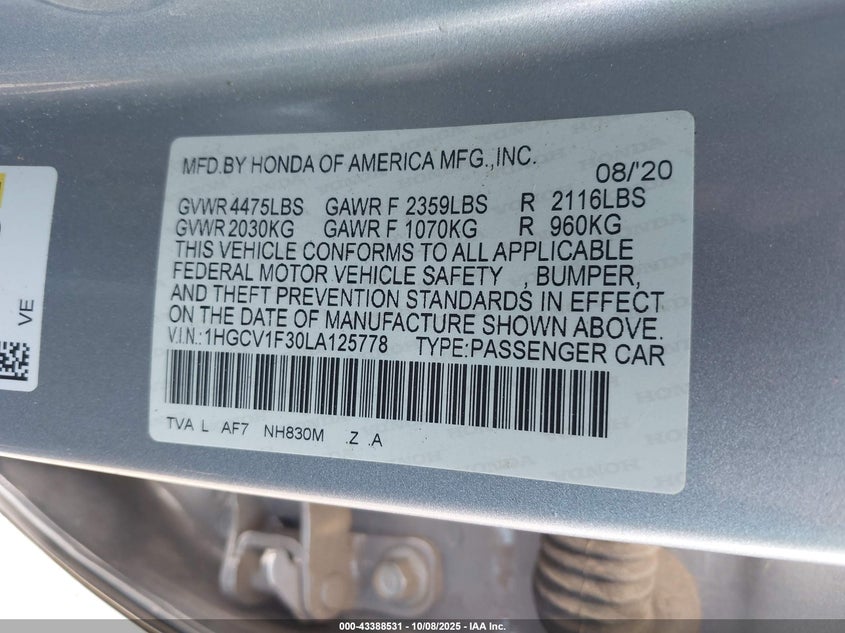 MFD.BY HONDA OF AMERICA MFG.,INC. 08/'20
GVWR 4475LBS GAWR F 2359LBS R 2116LBS
GVWR 2030KG GAWR F 1070KG R 960KG
THIS VEHICLE CONFORMS TO ALL APPLICABLE
FEDERAL MOTOR VEHICLE SAFETY , BUMPER,
AND THEFT PREVENTION STANDARDS IN EFFECT
ON THE DATE OF MANUFACTURE SHOWN ABOVE.
V.I.N.: 1HGCV1F30LA125778 TYPE:PASSENGER CAR
TVA L AF7 NH830M .Z .A
VE
000-43388531 - 10/08/2025 - IAA Inc.